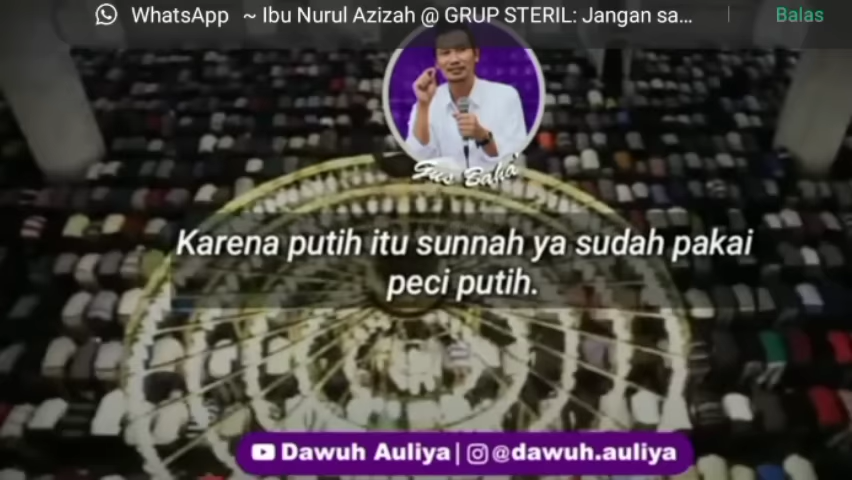 WhatsApp ~ Ibu Nurul Azizah @ GRUP STERIL: Jangan sa... Balas
Gus Baha'
Karena putih itu sunnah ya sudah pakai
peci putih.
Dawuh Auliya | @dawuh.auliya